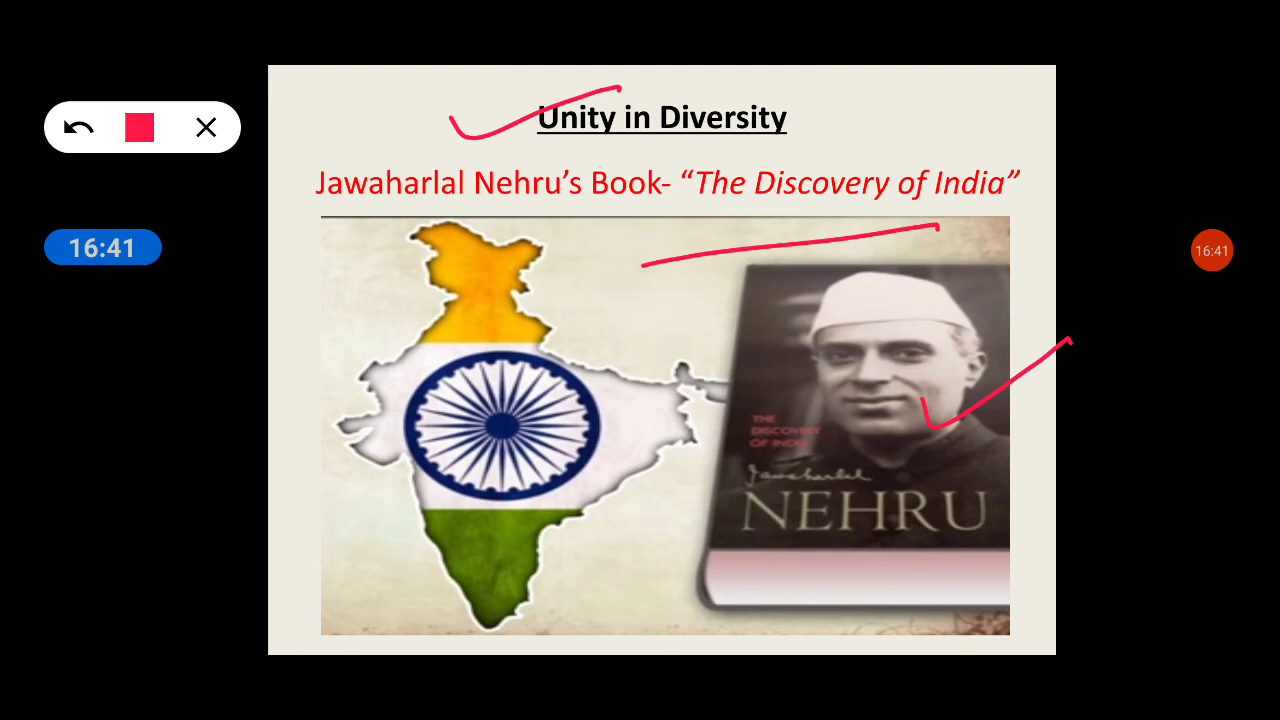 Unity in Diversity
Jawaharlal Nehru’s Book- “The Discovery of India”
16:41
16:41
THE
DISCOVERY
OF INDIA
Jawaharlal
NEHRU